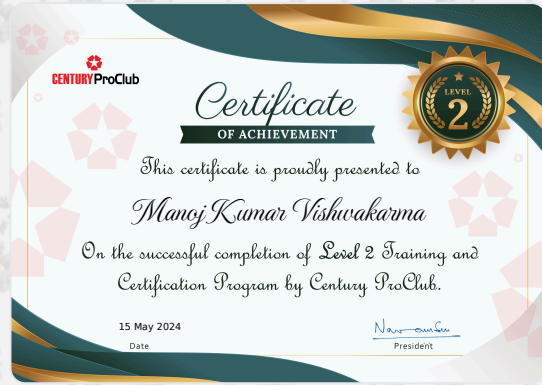 CENTURY ProClub
LEVEL
2
Certificate
OF ACHIEVEMENT
This certificate is proudly presented to
Manoj Kumar Vishwakarma
On the successful completion of Level 2 Training and
Certification Program by Century ProClub.
15 May 2024
Date
President